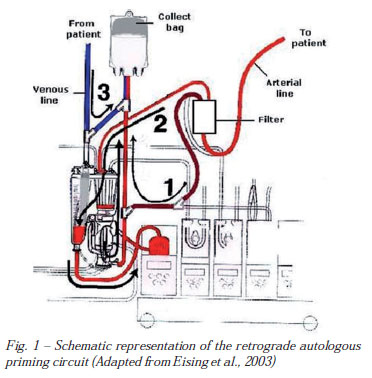 From
patient
Collect
bag
To
patient
Venous
line
3
2
Arterial
line
Filter
1
Fig. 1 – Schematic representation of the retrograde autologous
priming circuit (Adapted from Eising et al., 2003)